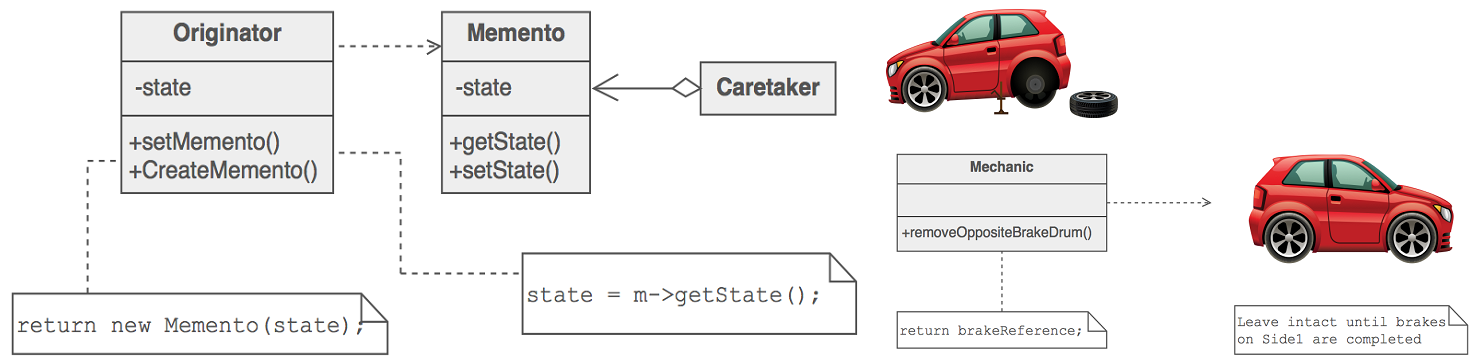 Originator
-state
+setMemento()
+CreateMemento()
Memento
-state
+getState()
+setState()
Caretaker
return new Memento(state);
state = m->getState();
Mechanic
+removeOppositeBrakeDrum()
return brakeReference;
Leave intact until brakes
on Side1 are completed